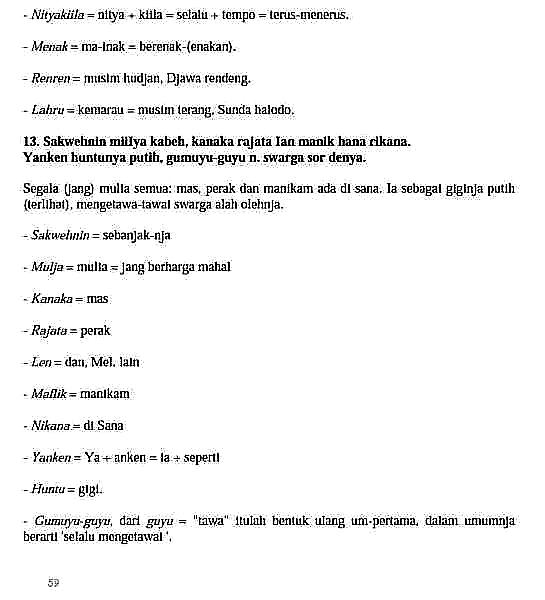 - Nityakiila = nitya + kiila = selalu + tempo = terus-menerus.
- Menak = ma-inak = berenak-(enakan).
- Renren = musim hudjan, Djawa rendeng.
- Lahru = kemarau = musim terang, Sunda halodo.
13. Sakwehnin millya kabeh, kanaka rajata Ian manik hana rikana.
Yanken huntunya putih, gumuyu-guyu n. swarga sor denya.
Segala (jang) mulia semua: mas, perak dan manikam ada di sana. Ia sebagai giginja putih
(terlihat), mengetawa-tawai swarga alah olehnja.
- Sakwehnin = sebanjak-nja
- Mulja = mulia = jang berharga mahal
- Kanaka = mas
- Rajata = perak
- Len = dan, Mel. lain
- Maflik = manikam
- Nikana = di Sana
- Yanken = Ya + anken = ia + seperti
- Huntu = gigi.
- Gumuyu-guyu, dari guyu = "tawa" itulah bentuk ulang um-pertama, dalam umumnja
berarti 'selalu mengetawai '.
59